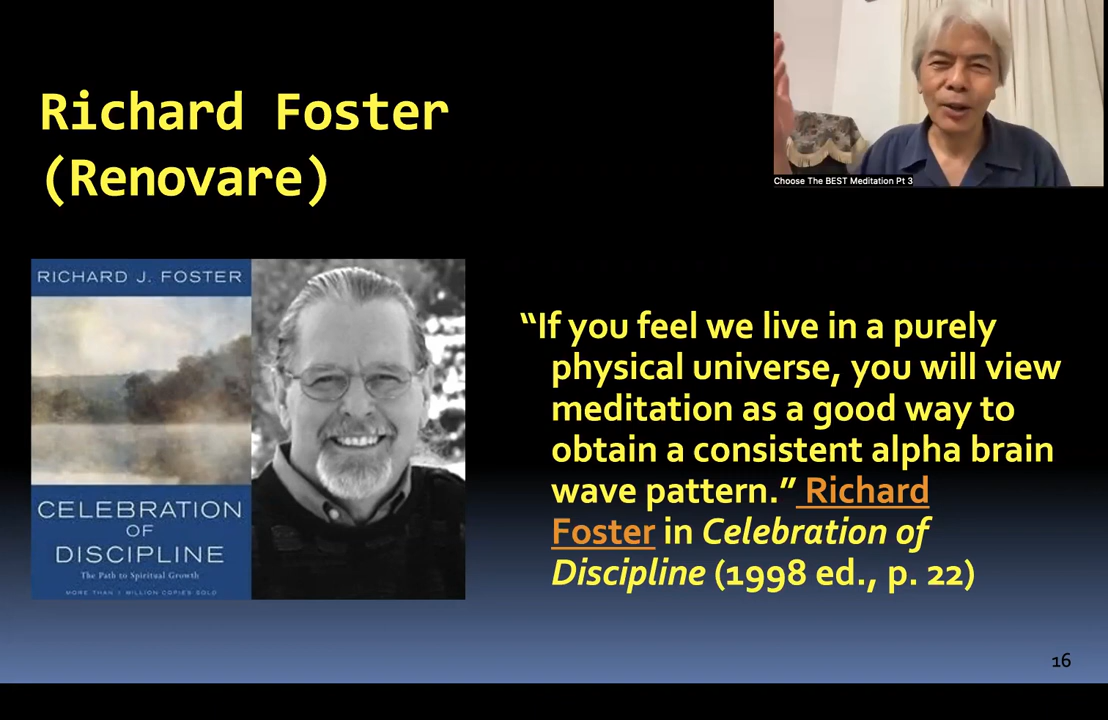 Richard Foster
(Renovare)
Choose The BEST Meditation Pt 3
RICHARD J. FOSTER
CELEBRATION
OF
DISCIPLINE
The Path to Spiritual Growth
MORE THAN 1 MILLION COPIES SOLD
“If you feel we live in a purely
physical universe, you will view
meditation as a good way to
obtain a consistent alpha brain
wave pattern.” Richard
Foster in Celebration of
Discipline (1998 ed., p. 22)
16